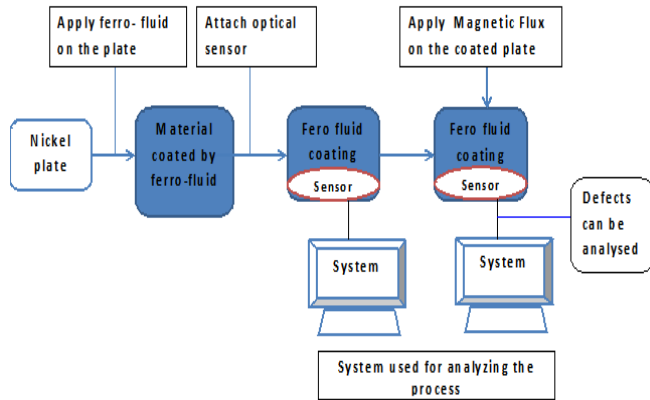 Apply ferro- fluid
on the plate
Attach optical
sensor
Apply Magnetic Flux
on the coated plate
Nickel
plate
Material
coated by
ferro-fluid
Fero fluid
coating
Sensor
Fero fluid
coating
Sensor
Defects
can be
analysed
System
System
System used for analyzing the
process